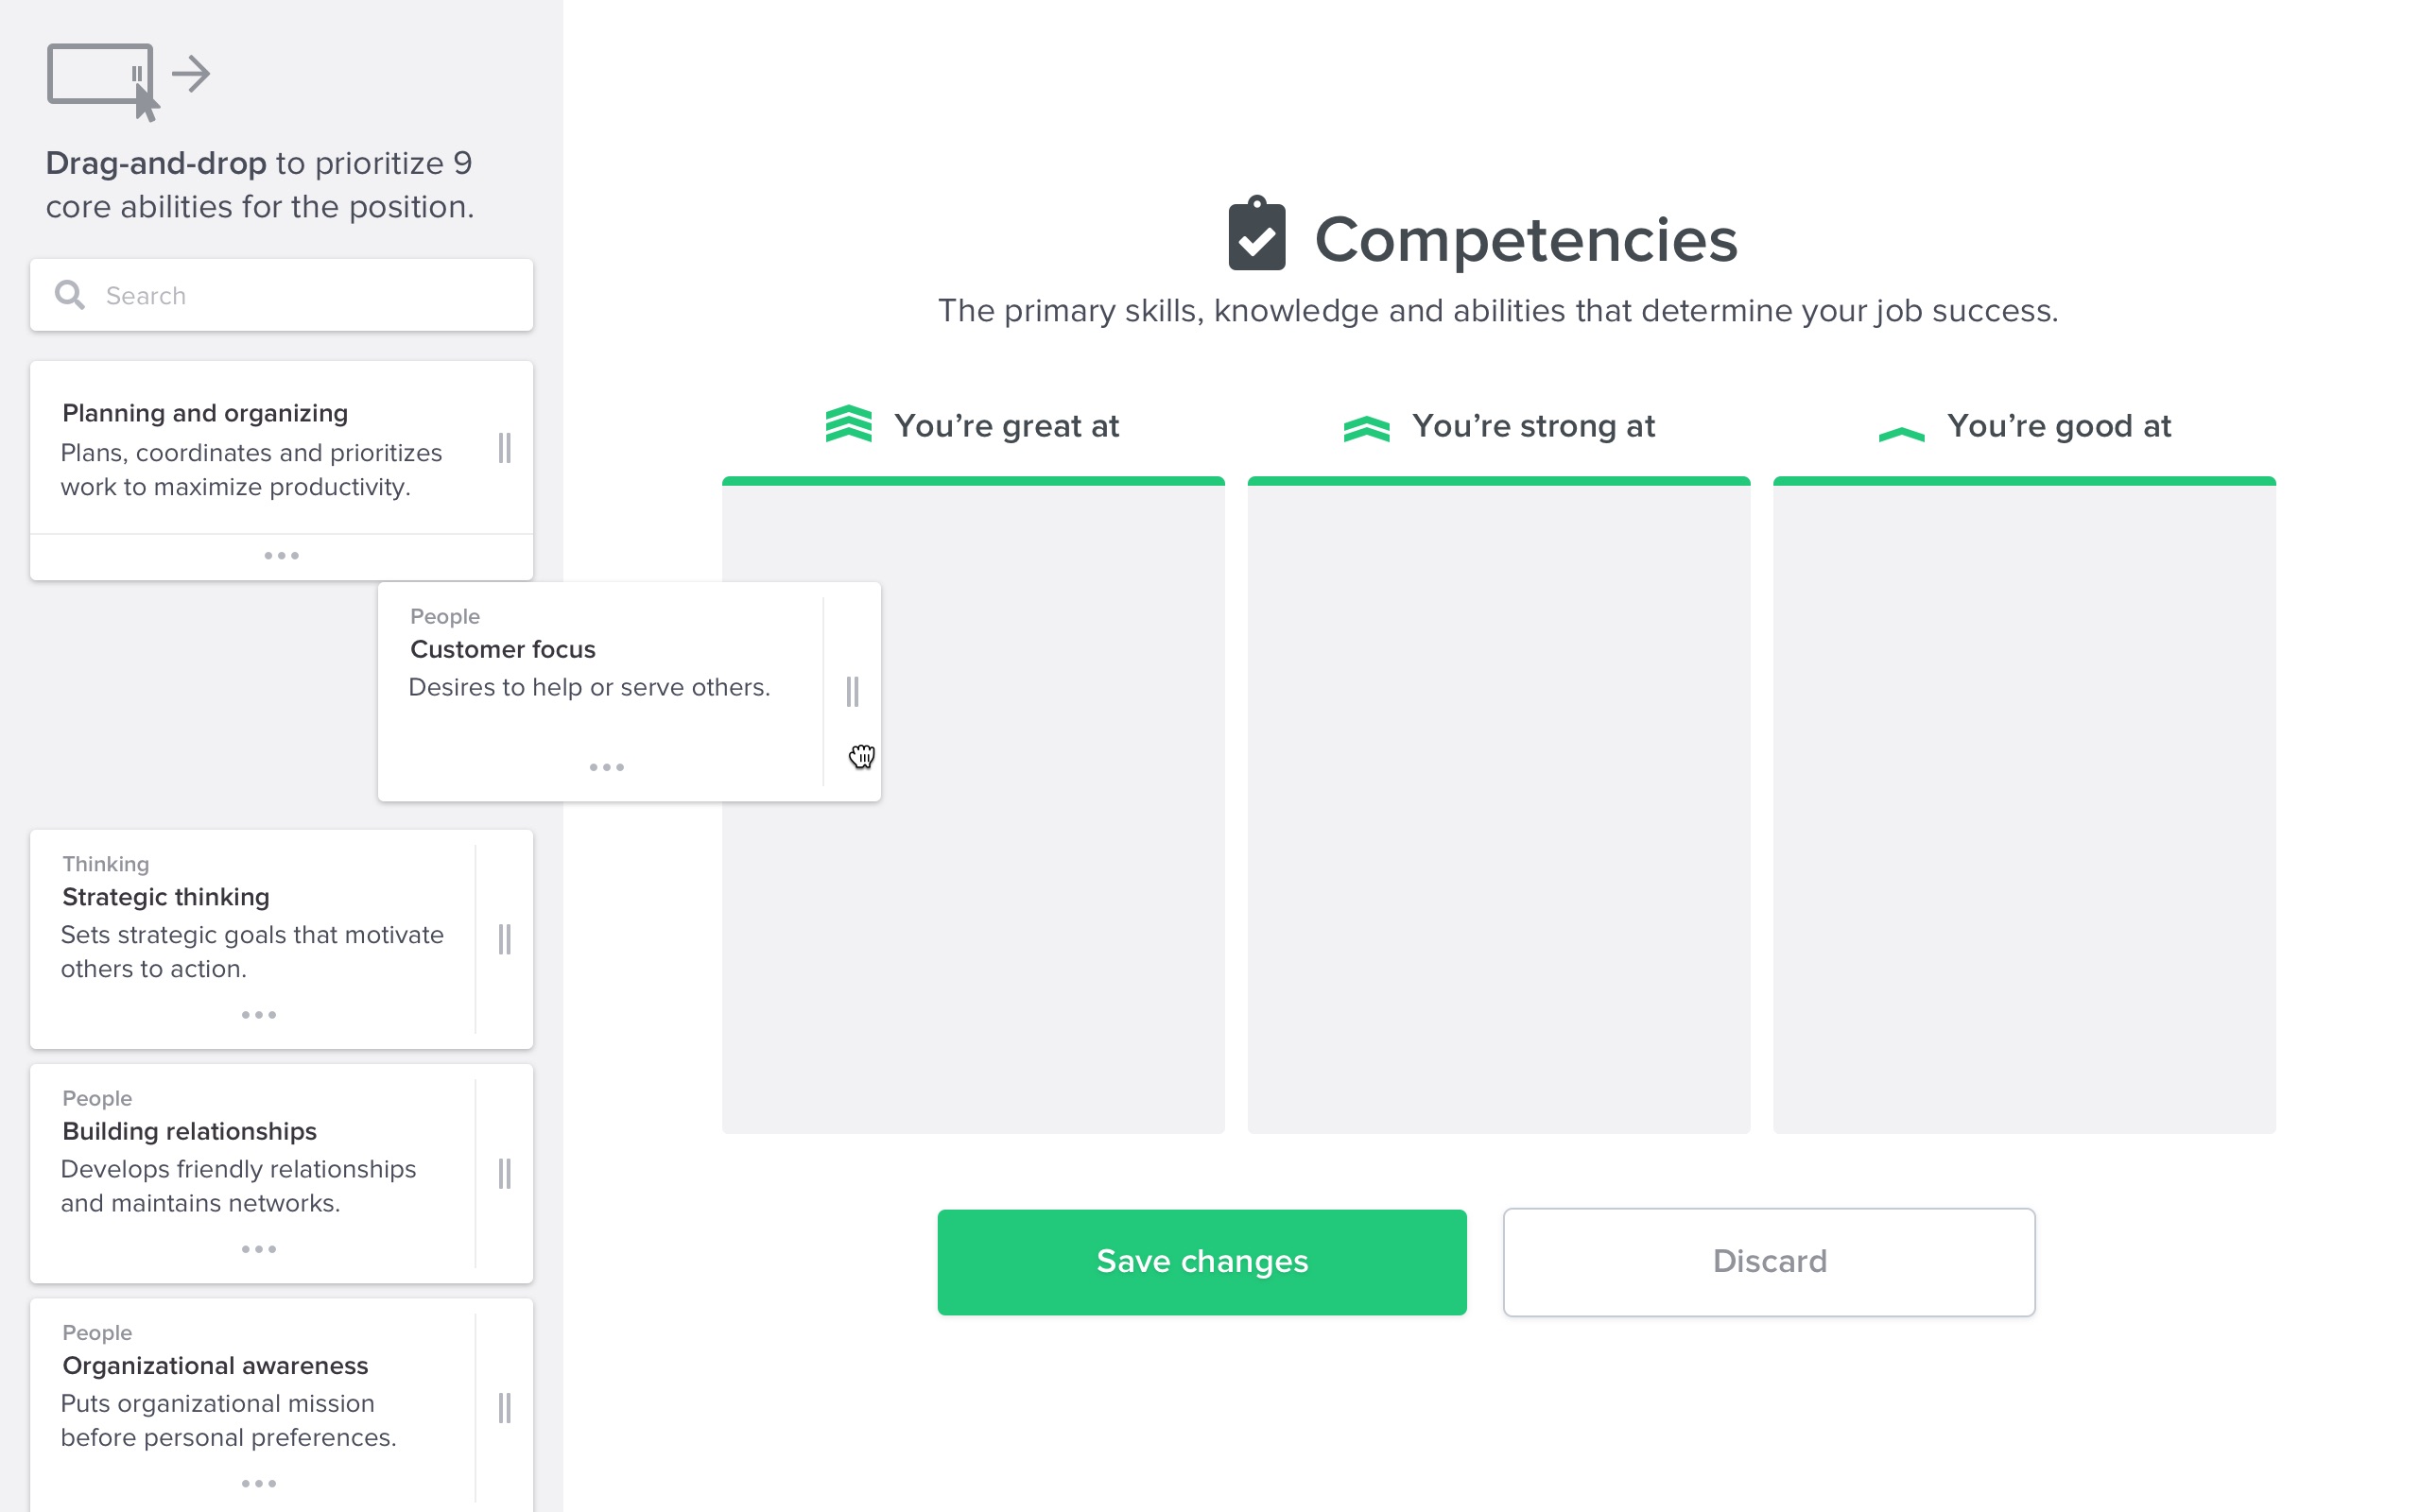 Drag-and-drop to prioritize 9
core abilities for the position.
Search
Planning and organizing
Plans, coordinates and prioritizes
work to maximize productivity.
People
Customer focus
Desires to help or serve others.
Thinking
Strategic thinking
Sets strategic goals that motivate
others to action.
People
Building relationships
Develops friendly relationships
and maintains networks.
People
Organizational awareness
Puts organizational mission
before personal preferences.
Competencies
The primary skills, knowledge and abilities that determine your job success.
You’re great at
You’re strong at
You’re good at
Save changes
Discard